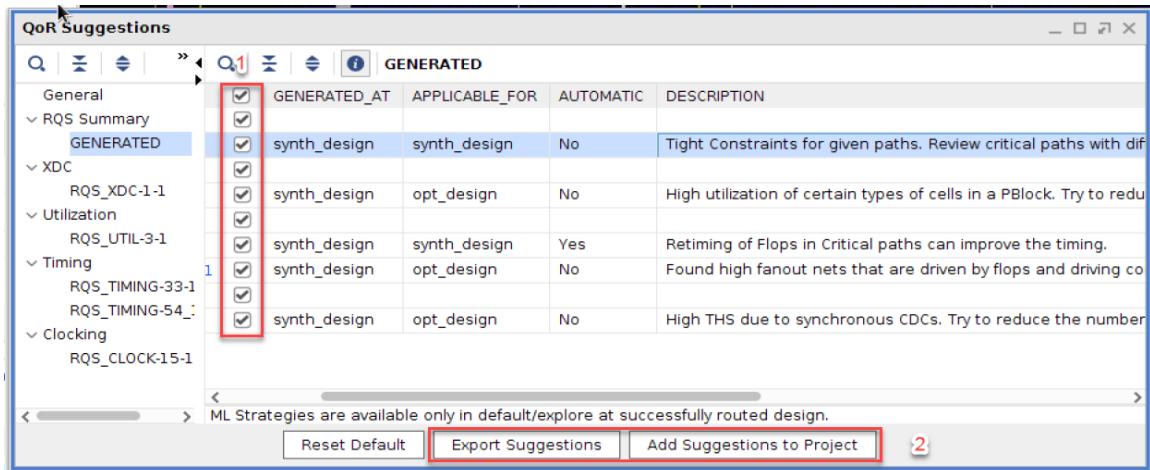 QoR Suggestions
»
1 GENERATED
General
RQS Summary
GENERATED
XDC
RQS_XDC-1-1
Utilization
RQS_UTIL-3-1
Timing
RQS_TIMING-33-1
RQS_TIMING-54_
Clocking
RQS_CLOCK-15-1
GENERATED_AT APPLICABLE_FOR AUTOMATIC DESCRIPTION
synth_design synth_design No Tight Constraints for given paths. Review critical paths with dif
synth_design opt_design No High utilization of certain types of cells in a PBlock. Try to redu
synth_design synth_design Yes Retiming of Flops in Critical paths can improve the timing.
1 synth_design opt_design No Found high fanout nets that are driven by flops and driving co
synth_design opt_design No High THS due to synchronous CDCs. Try to reduce the number
ML Strategies are available only in default/explore at successfully routed design.
Reset Default Export Suggestions Add Suggestions to Project 2